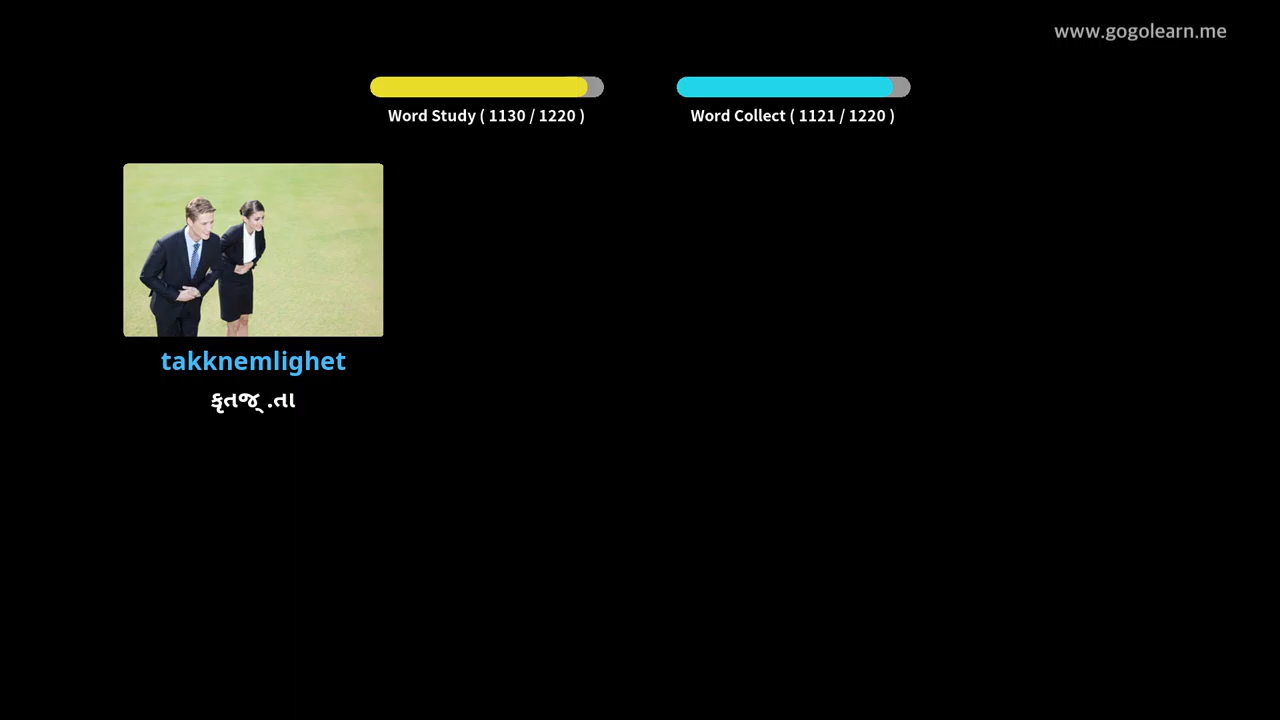 www.gogolearn.me
Word Study ( 1130 / 1220 )
Word Collect ( 1121 / 1220 )
takknemlighet
કૃતજ્ .તા